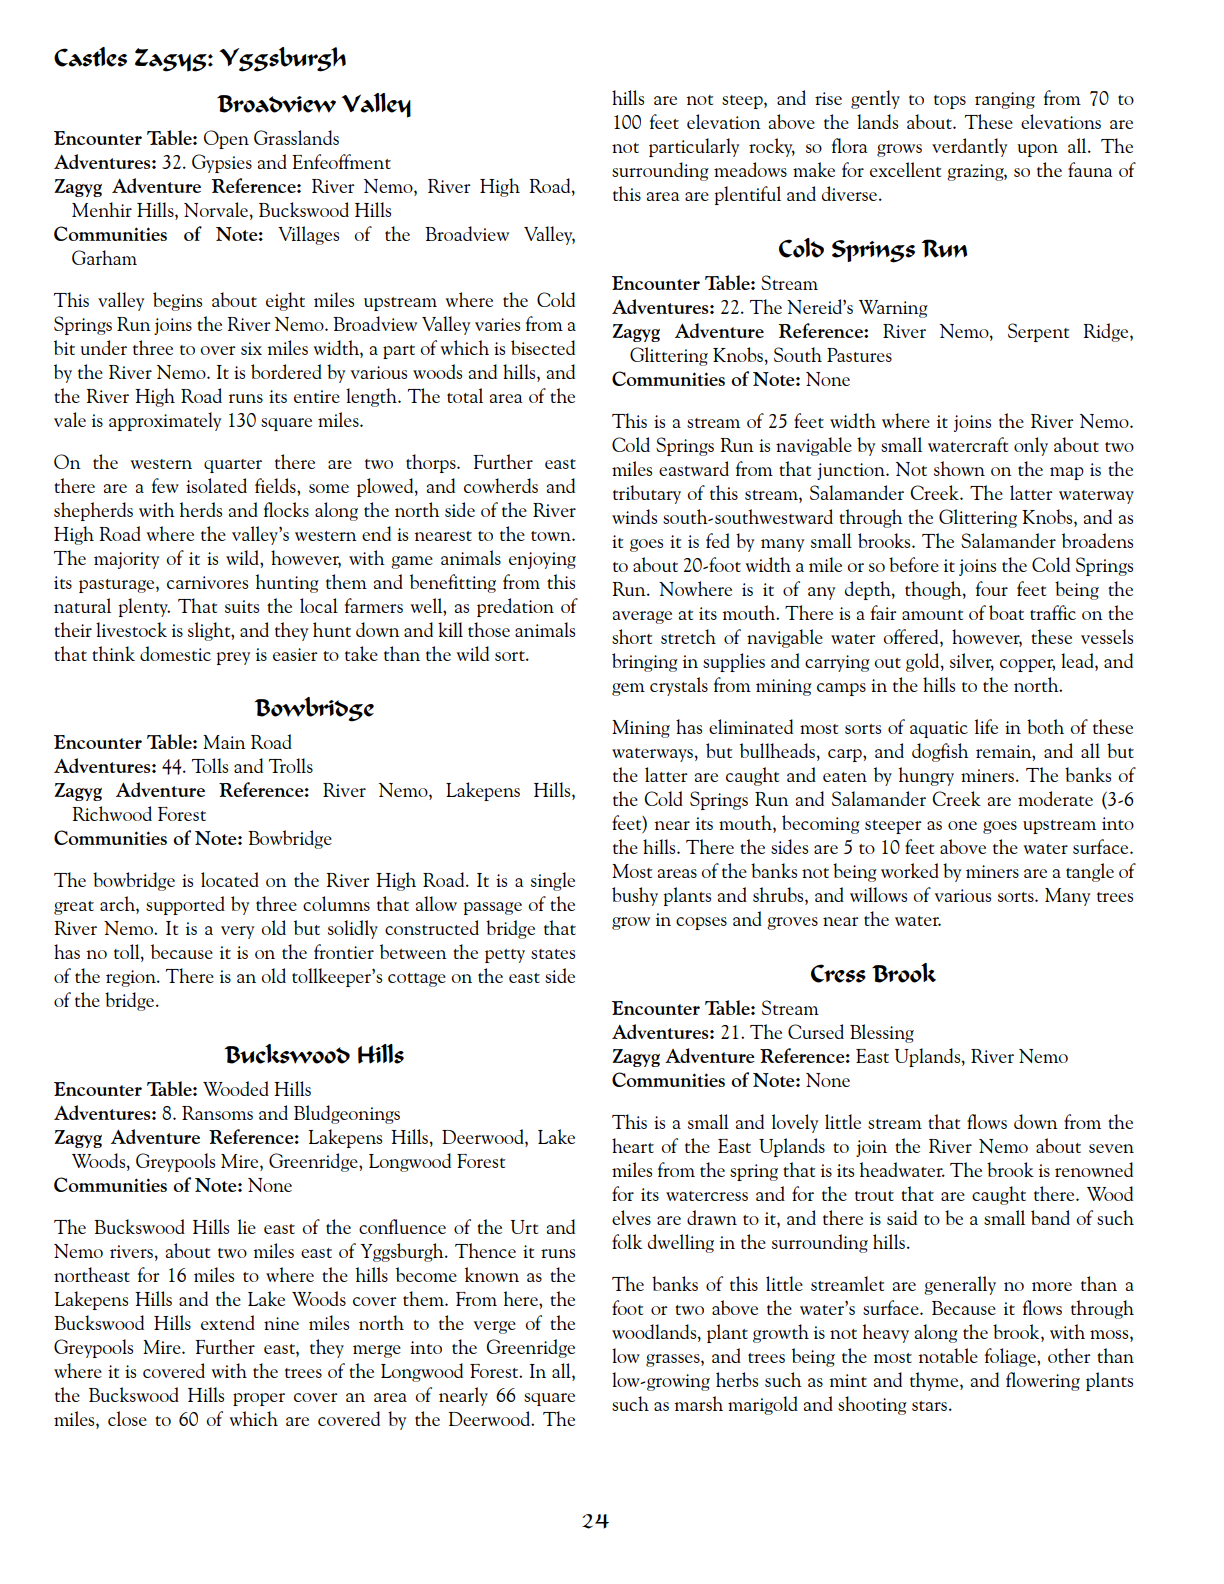 Castles Zagyg: Yggsburgh
Broadview Valley
Encounter Table: Open Grasslands
Adventures: 32. Gypsies and Enfeoffment
Zagyg Adventure Reference: River Nemo, River High Road,
Menhir Hills, Norvale, Buckswood Hills
Communities of Note: Villages of the Broadview Valley,
Garham
This valley begins about eight miles upstream where the Cold
Springs Run joins the River Nemo. Broadview Valley varies from a
bit under three to over six miles width, a part of which is bisected
by the River Nemo. It is bordered by various woods and hills, and
the River High Road runs its entire length. The total area of the
vale is approximately 130 square miles.
On the western quarter there are two thorps. Further east
there are a few isolated fields, some plowed, and cowherds and
shepherds with herds and flocks along the north side of the River
High Road where the valley's western end is nearest to the town.
The majority of it is wild, however, with game animals enjoying
its pasturage, carnivores hunting them and benefitting from this
natural plenty. That suits the local farmers well, as predation of
their livestock is slight, and they hunt down and kill those animals
that think domestic prey is easier to take than the wild sort.
Bowbridge
Encounter Table: Main Road
Adventures: 44. Tolls and Trolls
Zagyg Adventure Reference: River Nemo, Lakepens Hills,
Richwood Forest
Communities of Note: Bowbridge
The bowbridge is located on the River High Road. It is a single
great arch, supported by three columns that allow passage of the
River Nemo. It is a very old but solidly constructed bridge that
has no toll, because it is on the frontier between the petty states
of the region. There is an old tollkeeper's cottage on the east side
of the bridge.
Buckswood Hills
Encounter Table: Wooded Hills
Adventures: 8. Ransoms and Bludgeonings
Zagyg Adventure Reference: Lakepens Hills, Deerwood, Lake
Woods, Greypools Mire, Greenridge, Longwood Forest
Communities of Note: None
The Buckswood Hills lie east of the confluence of the Urt and
Nemo rivers, about two miles east of Yggsburgh. Thence it runs
northeast for 16 miles to where the hills become known as the
Lakepens Hills and the Lake Woods cover them. From here, the
Buckswood Hills extend nine miles north to the verge of the
Greypools Mire. Further east, they merge into the Greenridge
where it is covered with the trees of the Longwood Forest. In all,
the Buckswood Hills proper cover an area of nearly 66 square
miles, close to 60 of which are covered by the Deerwood. The
hills are not steep, and rise gently to tops ranging from 70 to
100 feet elevation above the lands about. These elevations are
not particularly rocky, so flora grows verdantly upon all. The
surrounding meadows make for excellent grazing, so the fauna of
this area are plentiful and diverse.
Cold Springs Run
Encounter Table: Stream
Adventures: 22. The Nereid's Warning
Zagyg Adventure Reference: River Nemo, Serpent Ridge,
Glittering Knobs, South Pastures
Communities of Note: None
This is a stream of 25 feet width where it joins the River Nemo.
Cold Springs Run is navigable by small watercraft only about two
miles eastward from that junction. Not shown on the map is the
tributary of this stream, Salamander Creek. The latter waterway
winds south-southwestward through the Glittering Knobs, and as
it goes it is fed by many small brooks. The Salamander broadens
to about 20-foot width a mile or so before it joins the Cold Springs
Run. Nowhere is it of any depth, though, four feet being the
average at its mouth. There is a fair amount of boat traffic on the
short stretch of navigable water offered, however, these vessels
bringing in supplies and carrying out gold, silver, copper, lead, and
gem crystals from mining camps in the hills to the north.
Mining has eliminated most sorts of aquatic life in both of these
waterways, but bullheads, carp, and dogfish remain, and all but
the latter are caught and eaten by hungry miners. The banks of
the Cold Springs Run and Salamander Creek are moderate (3-6
feet) near its mouth, becoming steeper as one goes upstream into
the hills. There the sides are 5 to 10 feet above the water surface.
Most areas of the banks not being worked by miners are a tangle of
bushy plants and shrubs, and willows of various sorts. Many trees
grow in copses and groves near the water.
Cress Brook
Encounter Table: Stream
Adventures: 21. The Cursed Blessing
Zagyg Adventure Reference: East Uplands, River Nemo
Communities of Note: None
This is a small and lovely little stream that flows down from the
heart of the East Uplands to join the River Nemo about seven
miles from the spring that is its headwater. The brook is renowned
for its watercress and for the trout that are caught there. Wood
elves are drawn to it, and there is said to be a small band of such
folk dwelling in the surrounding hills.
The banks of this little streamlet are generally no more than a
foot or two above the water's surface. Because it flows through
woodlands, plant growth is not heavy along the brook, with moss,
low grasses, and trees being the most notable foliage, other than
low-growing herbs such as mint and thyme, and flowering plants
such as marsh marigold and shooting stars.
24